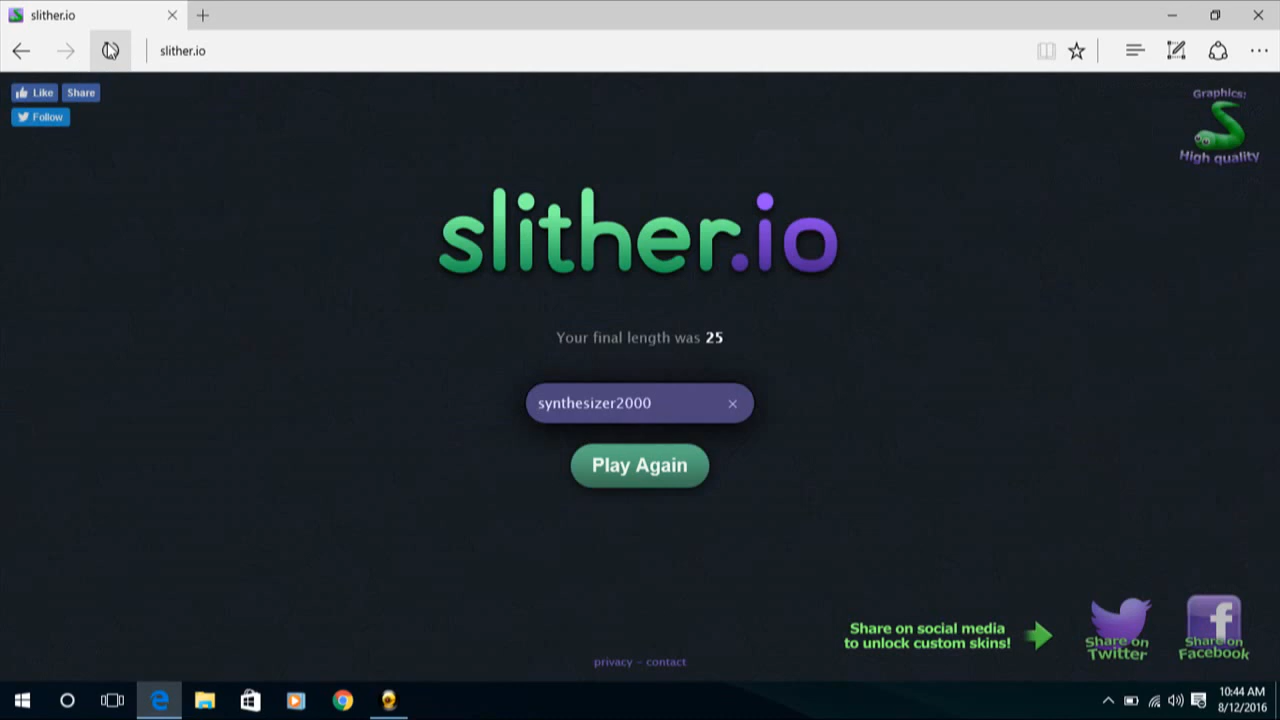 slither.io
slither.io
Like Share
Follow
Graphics:
High quality
slither.io
Your final length was 25
synthesizer2000
Play Again
Share on social media
to unlock custom skins!
Share on
Twitter
Share on
Facebook
privacy - contact
10:44 AM
8/12/2016